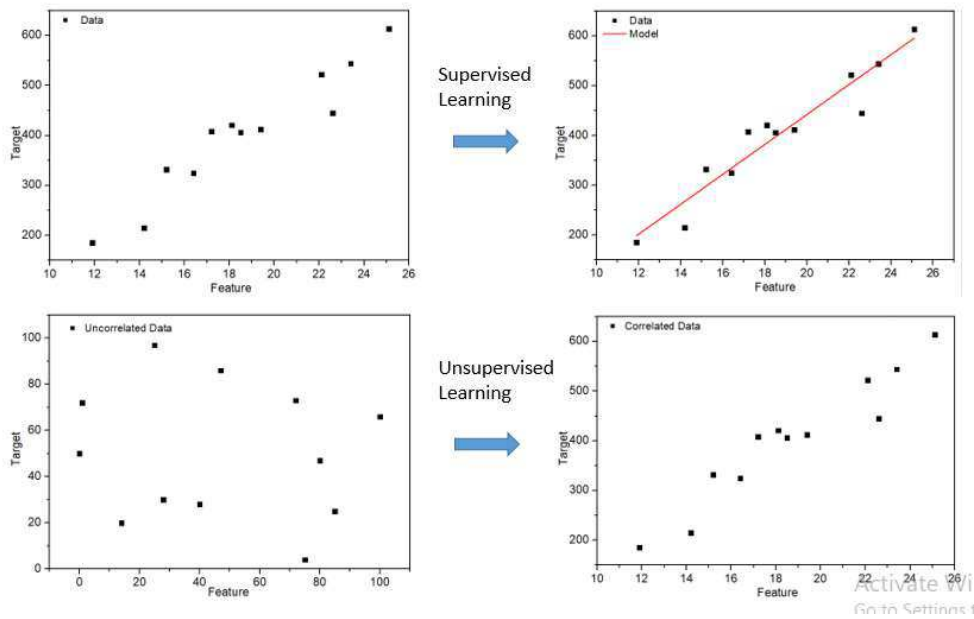 Data
600
500
400
300
200
Target
10 12 14 16 18 20 22 24 26
Feature
Supervised
Learning
Data
Model
600
500
400
300
200
Target
10 12 14 16 18 20 22 24 26
Feature
Uncorrelated Data
100
80
60
40
20
0
Target
0 20 40 60 80 100
Feature
Unsupervised
Learning
Correlated Data
600
500
400
300
200
Target
10 12 14 16 18 20 22 24 26
Feature
Activate Wi
Go to Settings t